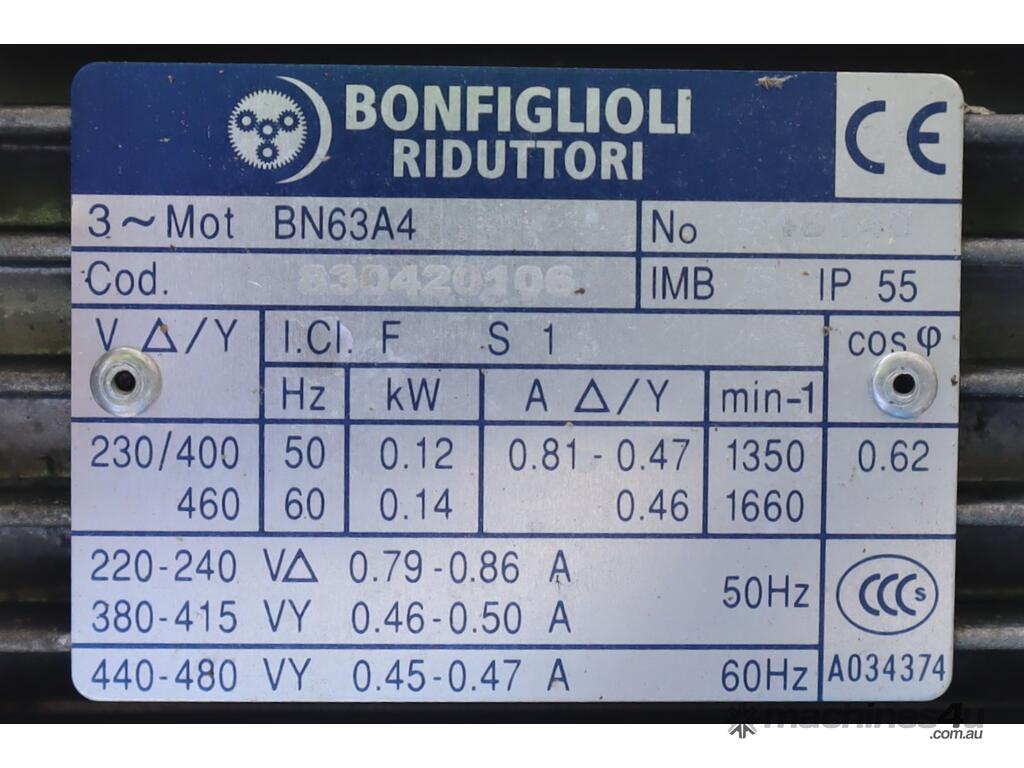 BONFIGLIOLI
RIDUTTORI
CE
3~Mot BN63A4
No
Cod. 830420106
IMB IP 55
V Δ/Y I.Cl. F S 1 cos φ
Hz kW A Δ/Y min-1
230/400 50 0.12 0.81 - 0.47 1350 0.62
460 60 0.14 0.46 1660
220-240 VΔ 0.79-0.86 A 50Hz
380-415 VY 0.46-0.50 A
CCC S
440-480 VY 0.45-0.47 A 60Hz A034374
machines4u
.com.au